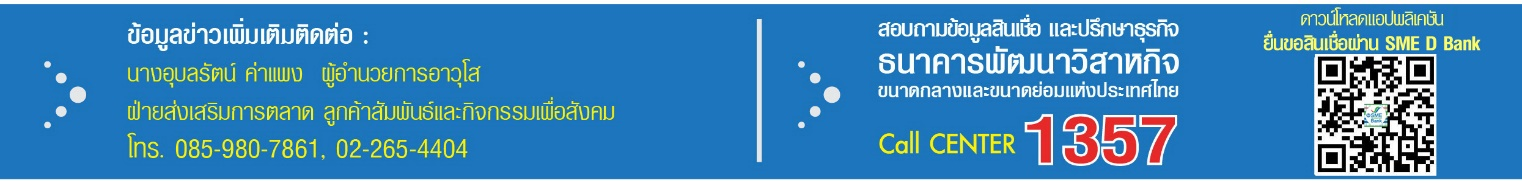 ข้อมูลข่าวเพิ่มเติมติดต่อ :
นางอุบลรัตน์ ค่าแพง ผู้อำนวยการอาวุโส
ฝ่ายส่งเสริมการตลาด ลูกค้าสัมพันธ์และกิจกรรมเพื่อสังคม
โทร. 085-980-7861, 02-265-4404
สอบถามข้อมูลสินเชื่อ และปรึกษาธุรกิจ
ธนาคารพัฒนาวิสาหกิจ
ขนาดกลางและขนาดย่อมแห่งประเทศไทย
Call CENTER 1357
ดาวน์โหลดแอปพลิเคชัน
ยื่นขอสินเชื่อผ่าน SME D Bank
SME
Bank